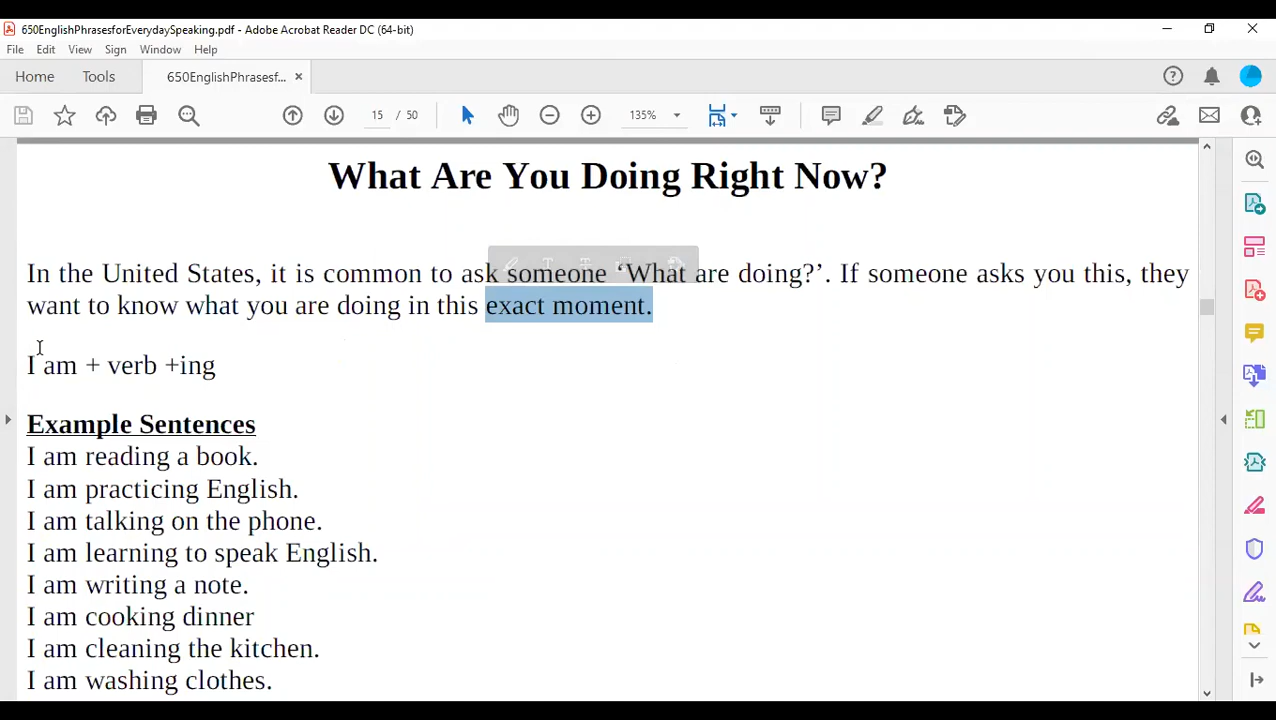 650EnglishPhrasesforEverydaySpeaking.pdf - Adobe Acrobat Reader DC (64-bit)
File Edit View Sign Window Help
Home Tools 650EnglishPhrasesf... ×
15 / 50 135%
What Are You Doing Right Now?
In the United States, it is common to ask someone ‘What are doing?’. If someone asks you this, they
want to know what you are doing in this exact moment.
I am + verb +ing
Example Sentences
I am reading a book.
I am practicing English.
I am talking on the phone.
I am learning to speak English.
I am writing a note.
I am cooking dinner
I am cleaning the kitchen.
I am washing clothes.